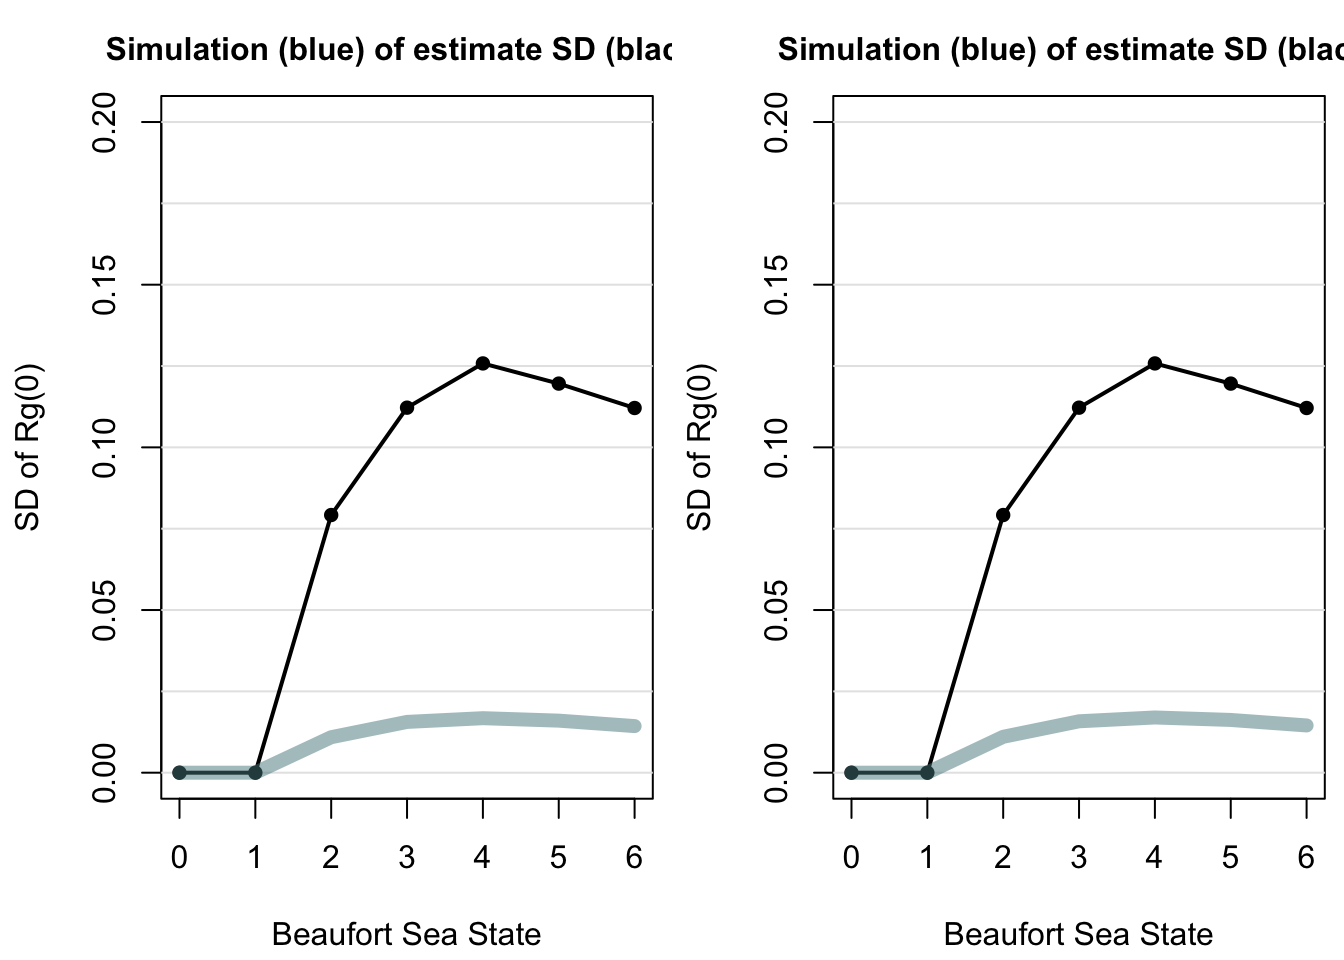 Simulation (blue) of estimate SD (blac
SD of Rg(0)
0.20
0.15
0.10
0.05
0.00
0 1 2 3 4 5 6
Beaufort Sea State
Simulation (blue) of estimate SD (blac
SD of Rg(0)
0.20
0.15
0.10
0.05
0.00
0 1 2 3 4 5 6
Beaufort Sea State